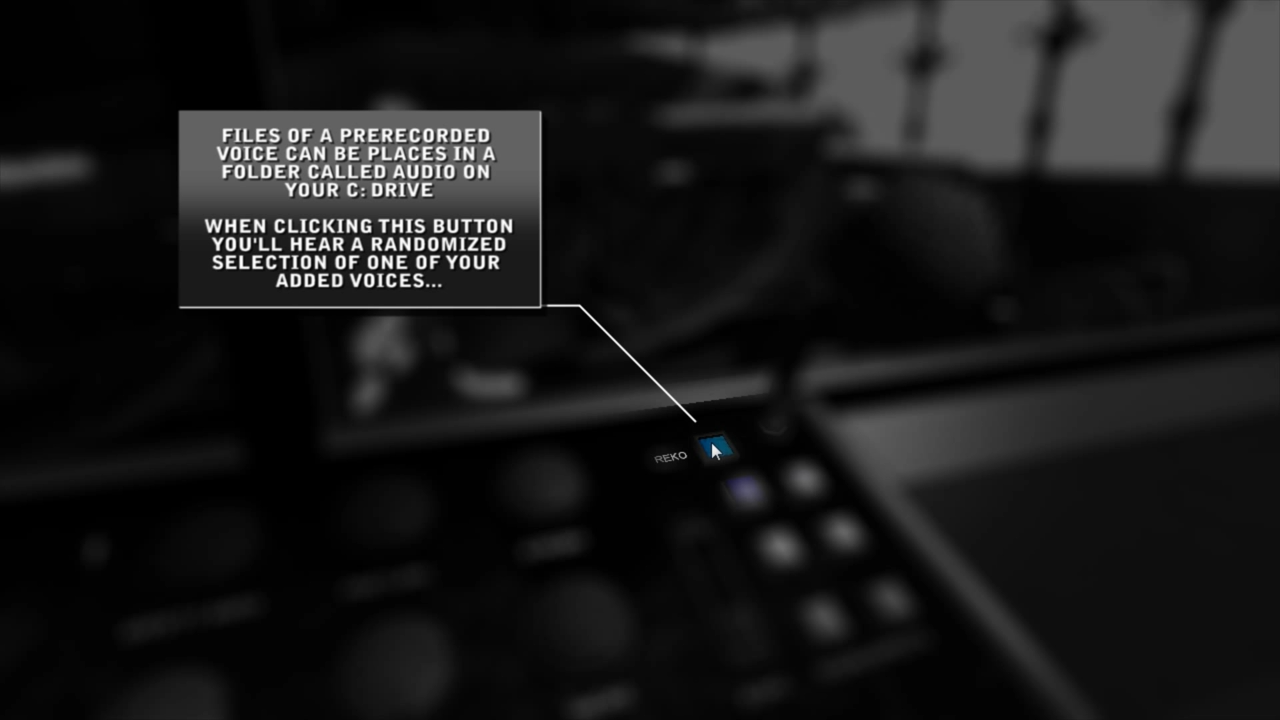 FILES OF A PRERECORDED
VOICE CAN BE PLACES IN A
FOLDER CALLED AUDIO ON
YOUR C: DRIVE
WHEN CLICKING THIS BUTTON
YOU'LL HEAR A RANDOMIZED
SELECTION OF ONE OF YOUR
ADDED VOICES...
REKO